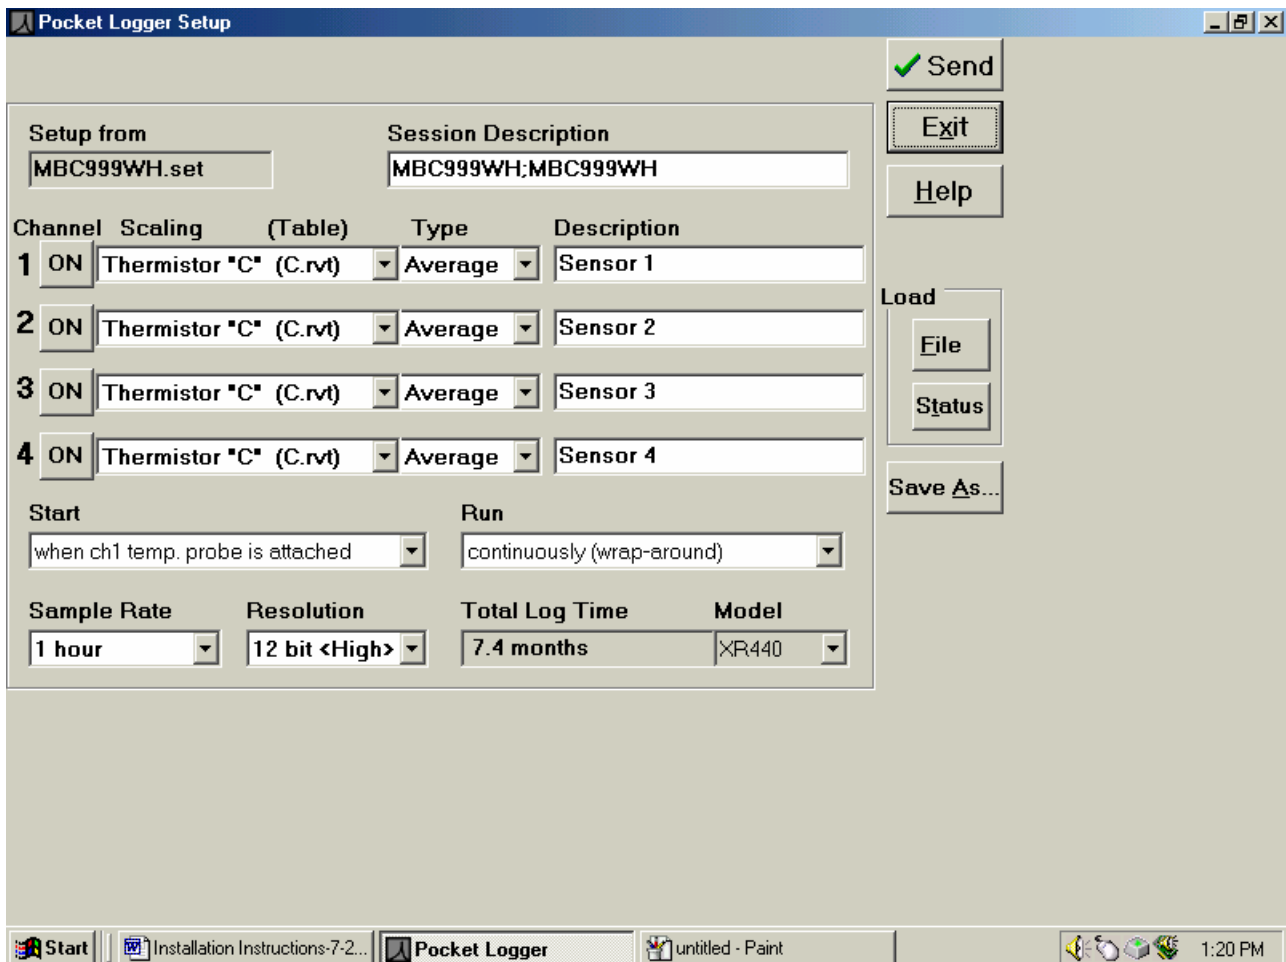 Pocket Logger Setup
Send
Setup from Session Description
Exit
MBC999WH.set MBC999WH;MBC999WH
Help
Channel Scaling (Table) Type Description
1 ON Thermistor "C" (C.rvt) Average Sensor 1
Load
2 ON Thermistor "C" (C.rvt) Average Sensor 2
File
3 ON Thermistor "C" (C.rvt) Average Sensor 3
Status
4 ON Thermistor "C" (C.rvt) Average Sensor 4
Save As...
Start Run
when ch1 temp. probe is attached continuously (wrap-around)
Sample Rate Resolution Total Log Time Model
1 hour 12 bit <High> 7.4 months XR440
Start Installation Instructions-7-2... Pocket Logger untitled - Paint 1:20 PM